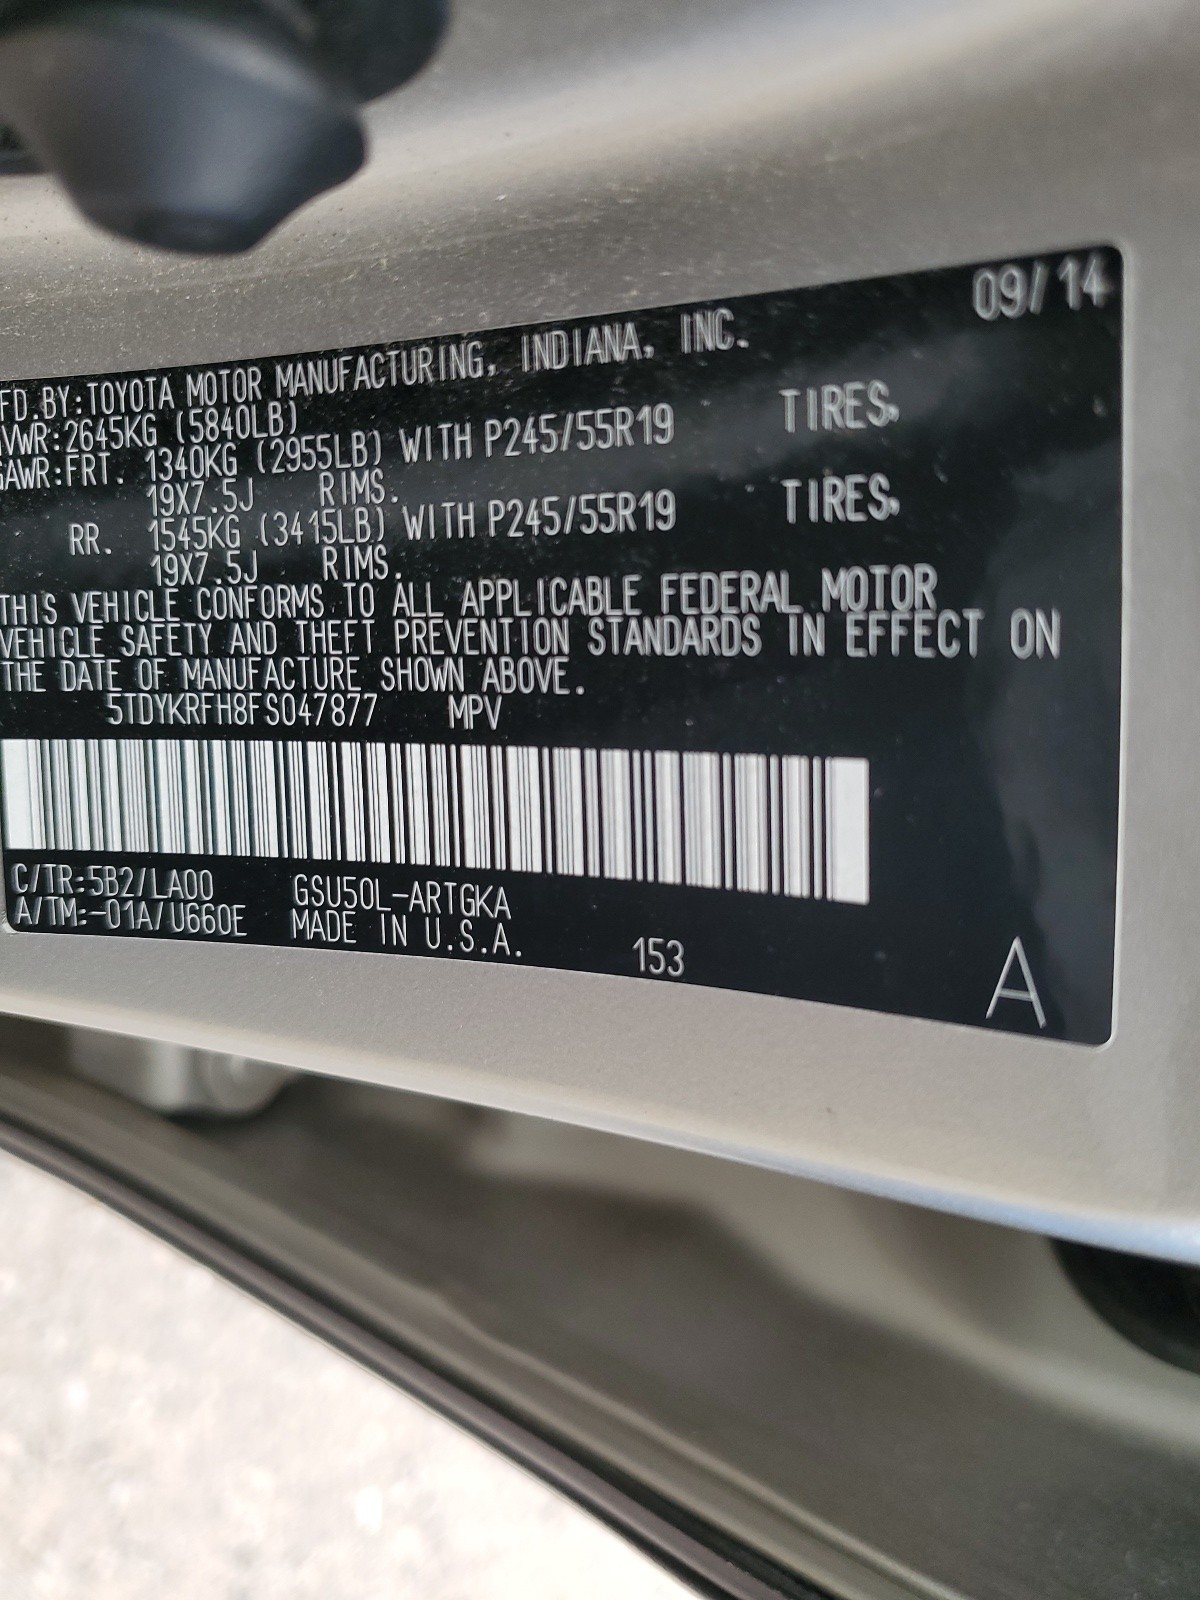 09/14
FD.BY:TOYOTA MOTOR MANUFACTURING, INDIANA, INC.
VWR:2645KG (5840LB)
GAWR:FRT. 1340KG (2955LB) WITH P245/55R19 TIRES,
19X7.5J RIMS.
RR. 1545KG (3415LB) WITH P245/55R19 TIRES,
19X7.5J RIMS.
THIS VEHICLE CONFORMS TO ALL APPLICABLE FEDERAL MOTOR
VEHICLE SAFETY AND THEFT PREVENTION STANDARDS IN EFFECT ON
THE DATE OF MANUFACTURE SHOWN ABOVE.
5TDYKRFH8FS047877 MPV
C/TR:5B2/LA00 GSU50L-ARTGKA
A/TM:-01A/U660E MADE IN U.S.A.
153
A